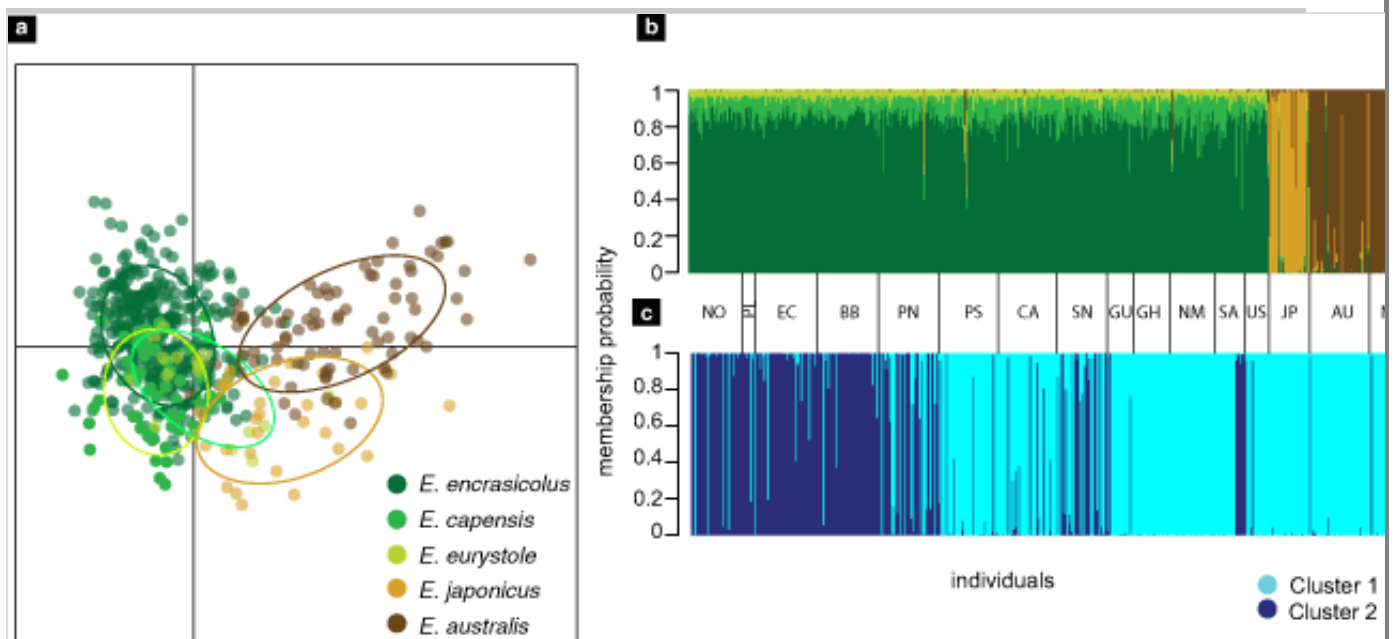 a
E. encrasicolus
E. capensis
E. eurystole
E. japonicus
E. australis
b
membership probability
1
0.8
0.6
0.4
0.2
0
c
NO
EC
BB
PN
PS
CA
SN
GU
GH
NM
SA
US
JP
AU
1
0.8
0.6
0.4
0.2
0
individuals
Cluster 1
Cluster 2